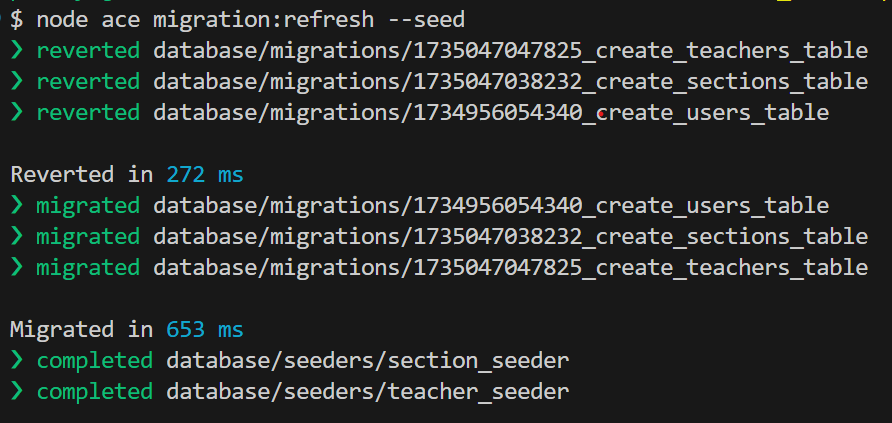 $ node ace migration:refresh --seed
❯ reverted database/migrations/1735047047825_create_teachers_table
❯ reverted database/migrations/1735047038232_create_sections_table
❯ reverted database/migrations/1734956054340_create_users_table
Reverted in 272 ms
❯ migrated database/migrations/1734956054340_create_users_table
❯ migrated database/migrations/1735047038232_create_sections_table
❯ migrated database/migrations/1735047047825_create_teachers_table
Migrated in 653 ms
❯ completed database/seeders/section_seeder
❯ completed database/seeders/teacher_seeder